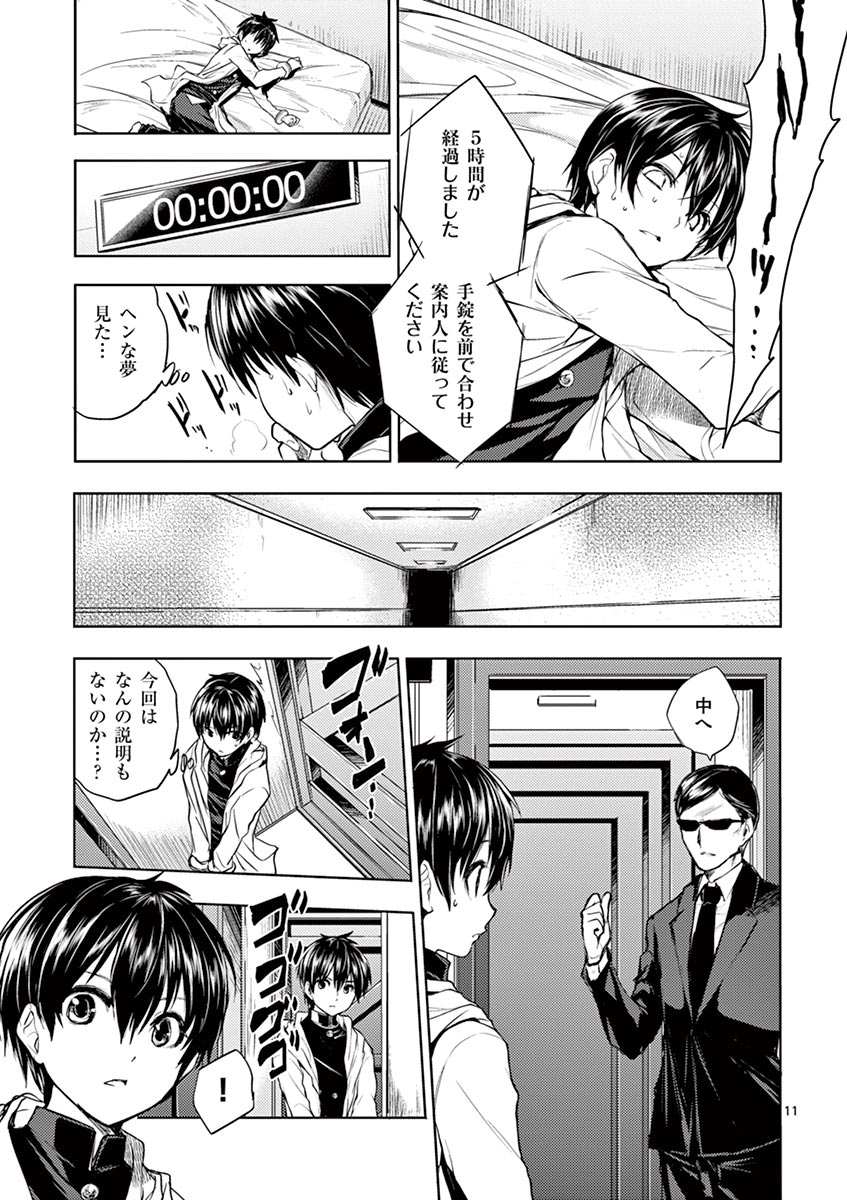 5時間が
経過しました
手錠を前で合わせ
案内人に従って
ください
00:00:00
ヘンな夢
見た…
ドッ
ドッ
ドッ
中へ
ゴォン…
今回は
なんの説明も
ないのか…?
ゴゴゴゴゴ
!
11